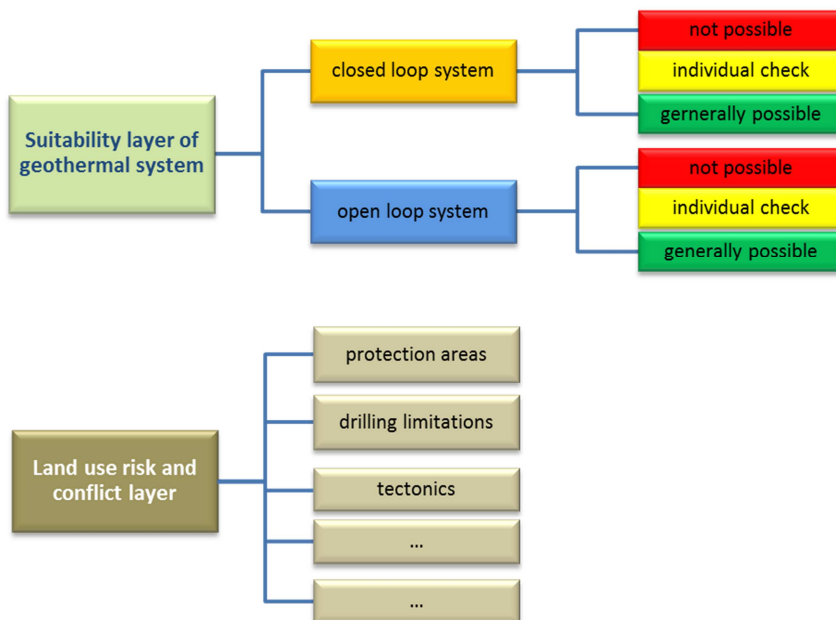 Suitability layer of
geothermal system
closed loop system
not possible
individual check
gernerally possible
open loop system
not possible
individual check
generally possible
Land use risk and
conflict layer
protection areas
drilling limitations
tectonics
...
...